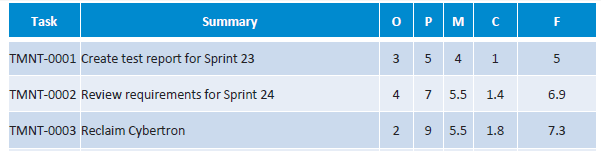 Task Summary O P M C F
TMNT-0001 Create test report for Sprint 23 3 5 4 1 5
TMNT-0002 Review requirements for Sprint 24 4 7 5.5 1.4 6.9
TMNT-0003 Reclaim Cybertron 2 9 5.5 1.8 7.3